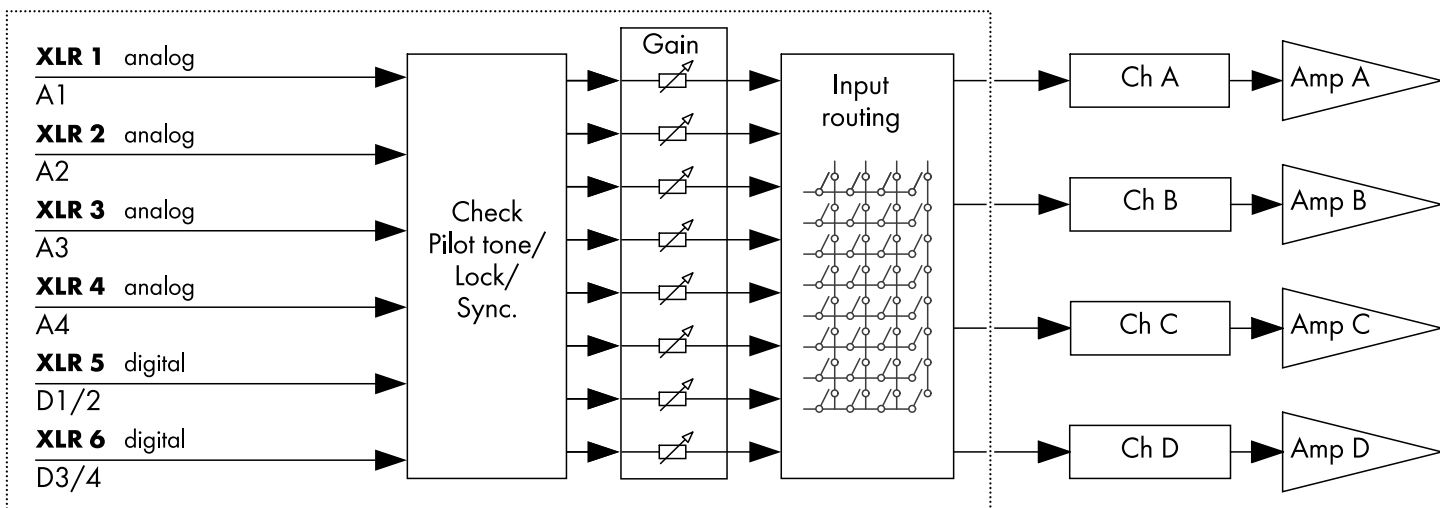 XLR 1 analog
A1
XLR 2 analog
A2
XLR 3 analog
A3
XLR 4 analog
A4
XLR 5 digital
D1/2
XLR 6 digital
D3/4
Check
Pilot tone/
Lock/
Sync.
Gain
Input
routing
Ch A
Amp A
Ch B
Amp B
Ch C
Amp C
Ch D
Amp D